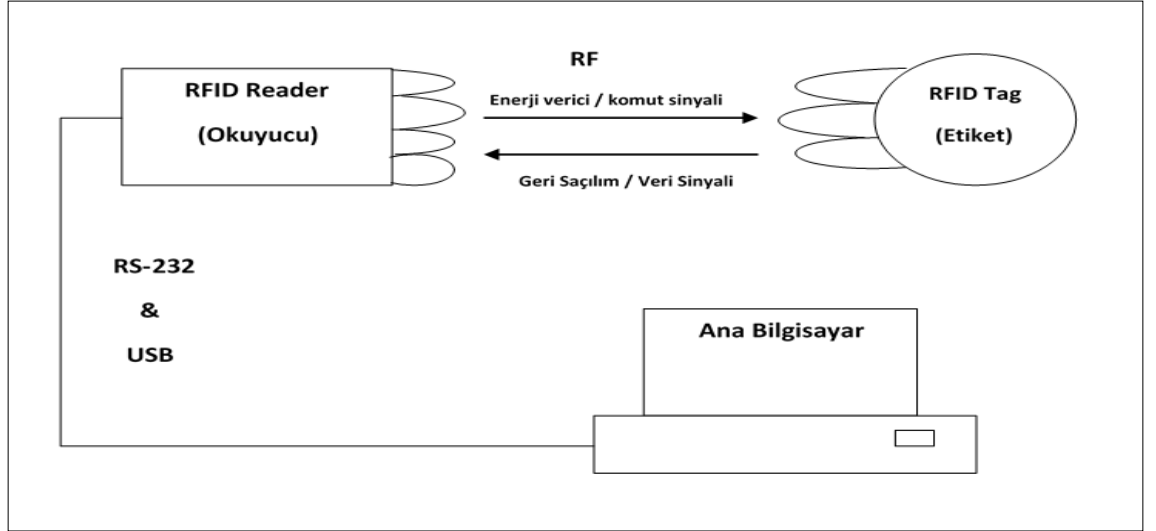 RF
RFID Reader
(Okuyucu)
Enerji verici / komut sinyali
Geri Saçılım / Veri Sinyali
RFID Tag
(Etiket)
RS-232
&
USB
Ana Bilgisayar